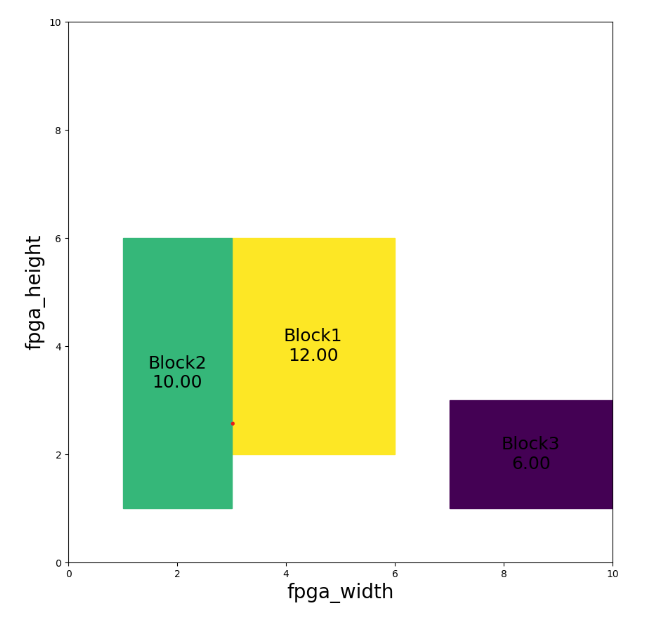 10
8
6
4
2
0
fpga_height
Block2
10.00
Block1
12.00
Block3
6.00
0 2 4 6 8 10
fpga_width